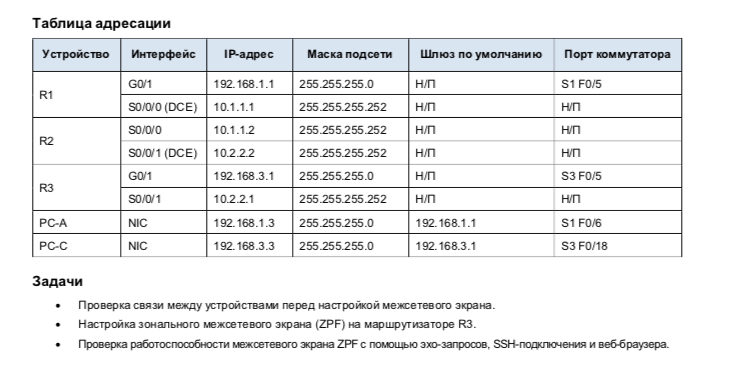 Таблица адресации
Устройство Интерфейс IP-адрес Маска подсети Шлюз по умолчанию Порт коммутатора
R1 G0/1 192.168.1.1 255.255.255.0 Н/П S1 F0/5
S0/0/0 (DCE) 10.1.1.1 255.255.255.252 Н/П Н/П
R2 S0/0/0 10.1.1.2 255.255.255.252 Н/П Н/П
S0/0/1 (DCE) 10.2.2.2 255.255.255.252 Н/П Н/П
R3 G0/1 192.168.3.1 255.255.255.0 Н/П S3 F0/5
S0/0/1 10.2.2.1 255.255.255.252 Н/П Н/П
PC-A NIC 192.168.1.3 255.255.255.0 192.168.1.1 S1 F0/6
PC-C NIC 192.168.3.3 255.255.255.0 192.168.3.1 S3 F0/18
Задачи
• Проверка связи между устройствами перед настройкой межсетевого экрана.
• Настройка зонального межсетевого экрана (ZPF) на маршрутизаторе R3.
• Проверка работоспособности межсетевого экрана ZPF с помощью эхо-запросов, SSH-подключения и веб-браузера.